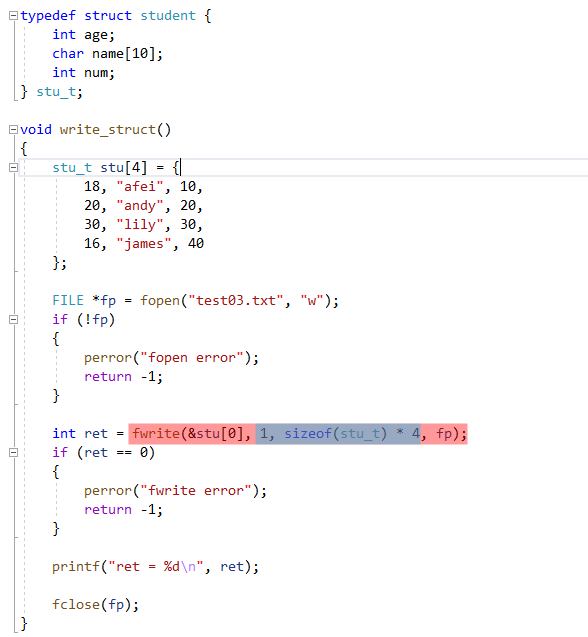 typedef struct student {
    int age;
    char name[10];
    int num;
} stu_t;
void write_struct()
{
    stu_t stu[4] = {
        18, "afei", 10,
        20, "andy", 20,
        30, "lily", 30,
        16, "james", 40
    };
    FILE *fp = fopen("test03.txt", "w");
    if (!fp)
    {
        perror("fopen error");
        return -1;
    }
    int ret = fwrite(&stu[0], 1, sizeof(stu_t) * 4, fp);
    if (ret == 0)
    {
        perror("fwrite error");
        return -1;
    }
    printf("ret = %d\n", ret);
    fclose(fp);
}